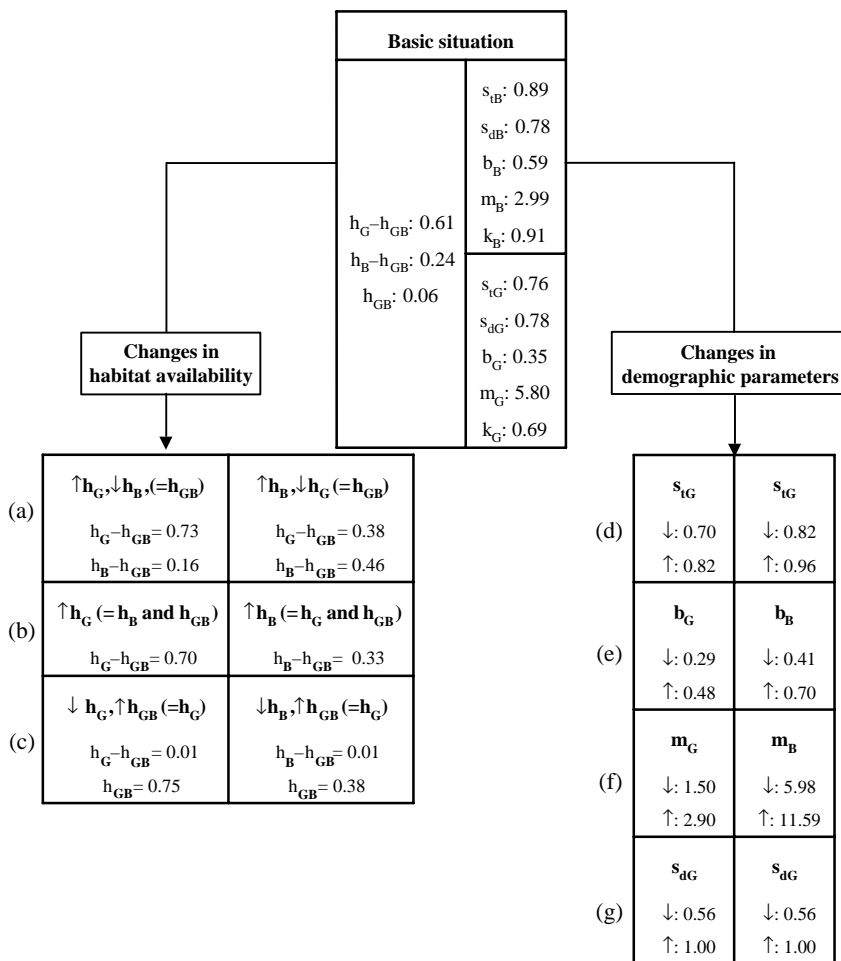 Basic situation
h_G–h_GB: 0.61
h_B–h_GB: 0.24
h_GB: 0.06
s_tB: 0.89
s_dB: 0.78
b_B: 0.59
m_B: 2.99
k_B: 0.91
s_tG: 0.76
s_dG: 0.78
b_G: 0.35
m_G: 5.80
k_G: 0.69
Changes in
habitat availability
Changes in
demographic parameters
(a)
↑h_G,↓h_B,(=h_GB)
h_G–h_GB= 0.73
h_B–h_GB= 0.16
↑h_B,↓h_G (=h_GB)
h_G–h_GB= 0.38
h_B–h_GB= 0.46
(b)
↑h_G (=h_B and h_GB)
h_G–h_GB= 0.70
↑h_B (=h_G and h_GB)
h_B–h_GB= 0.33
(c)
↓ h_G,↑h_GB (=h_G)
h_G–h_GB= 0.01
h_GB= 0.75
↓h_B,↑h_GB (=h_G)
h_B–h_GB= 0.01
h_GB= 0.38
(d)
s_tG
↓: 0.70
↑: 0.82
s_tG
↓: 0.82
↑: 0.96
(e)
b_G
↓: 0.29
↑: 0.48
b_B
↓: 0.41
↑: 0.70
(f)
m_G
↓: 1.50
↑: 2.90
m_B
↓: 5.98
↑: 11.59
(g)
s_dG
↓: 0.56
↑: 1.00
s_dG
↓: 0.56
↑: 1.00